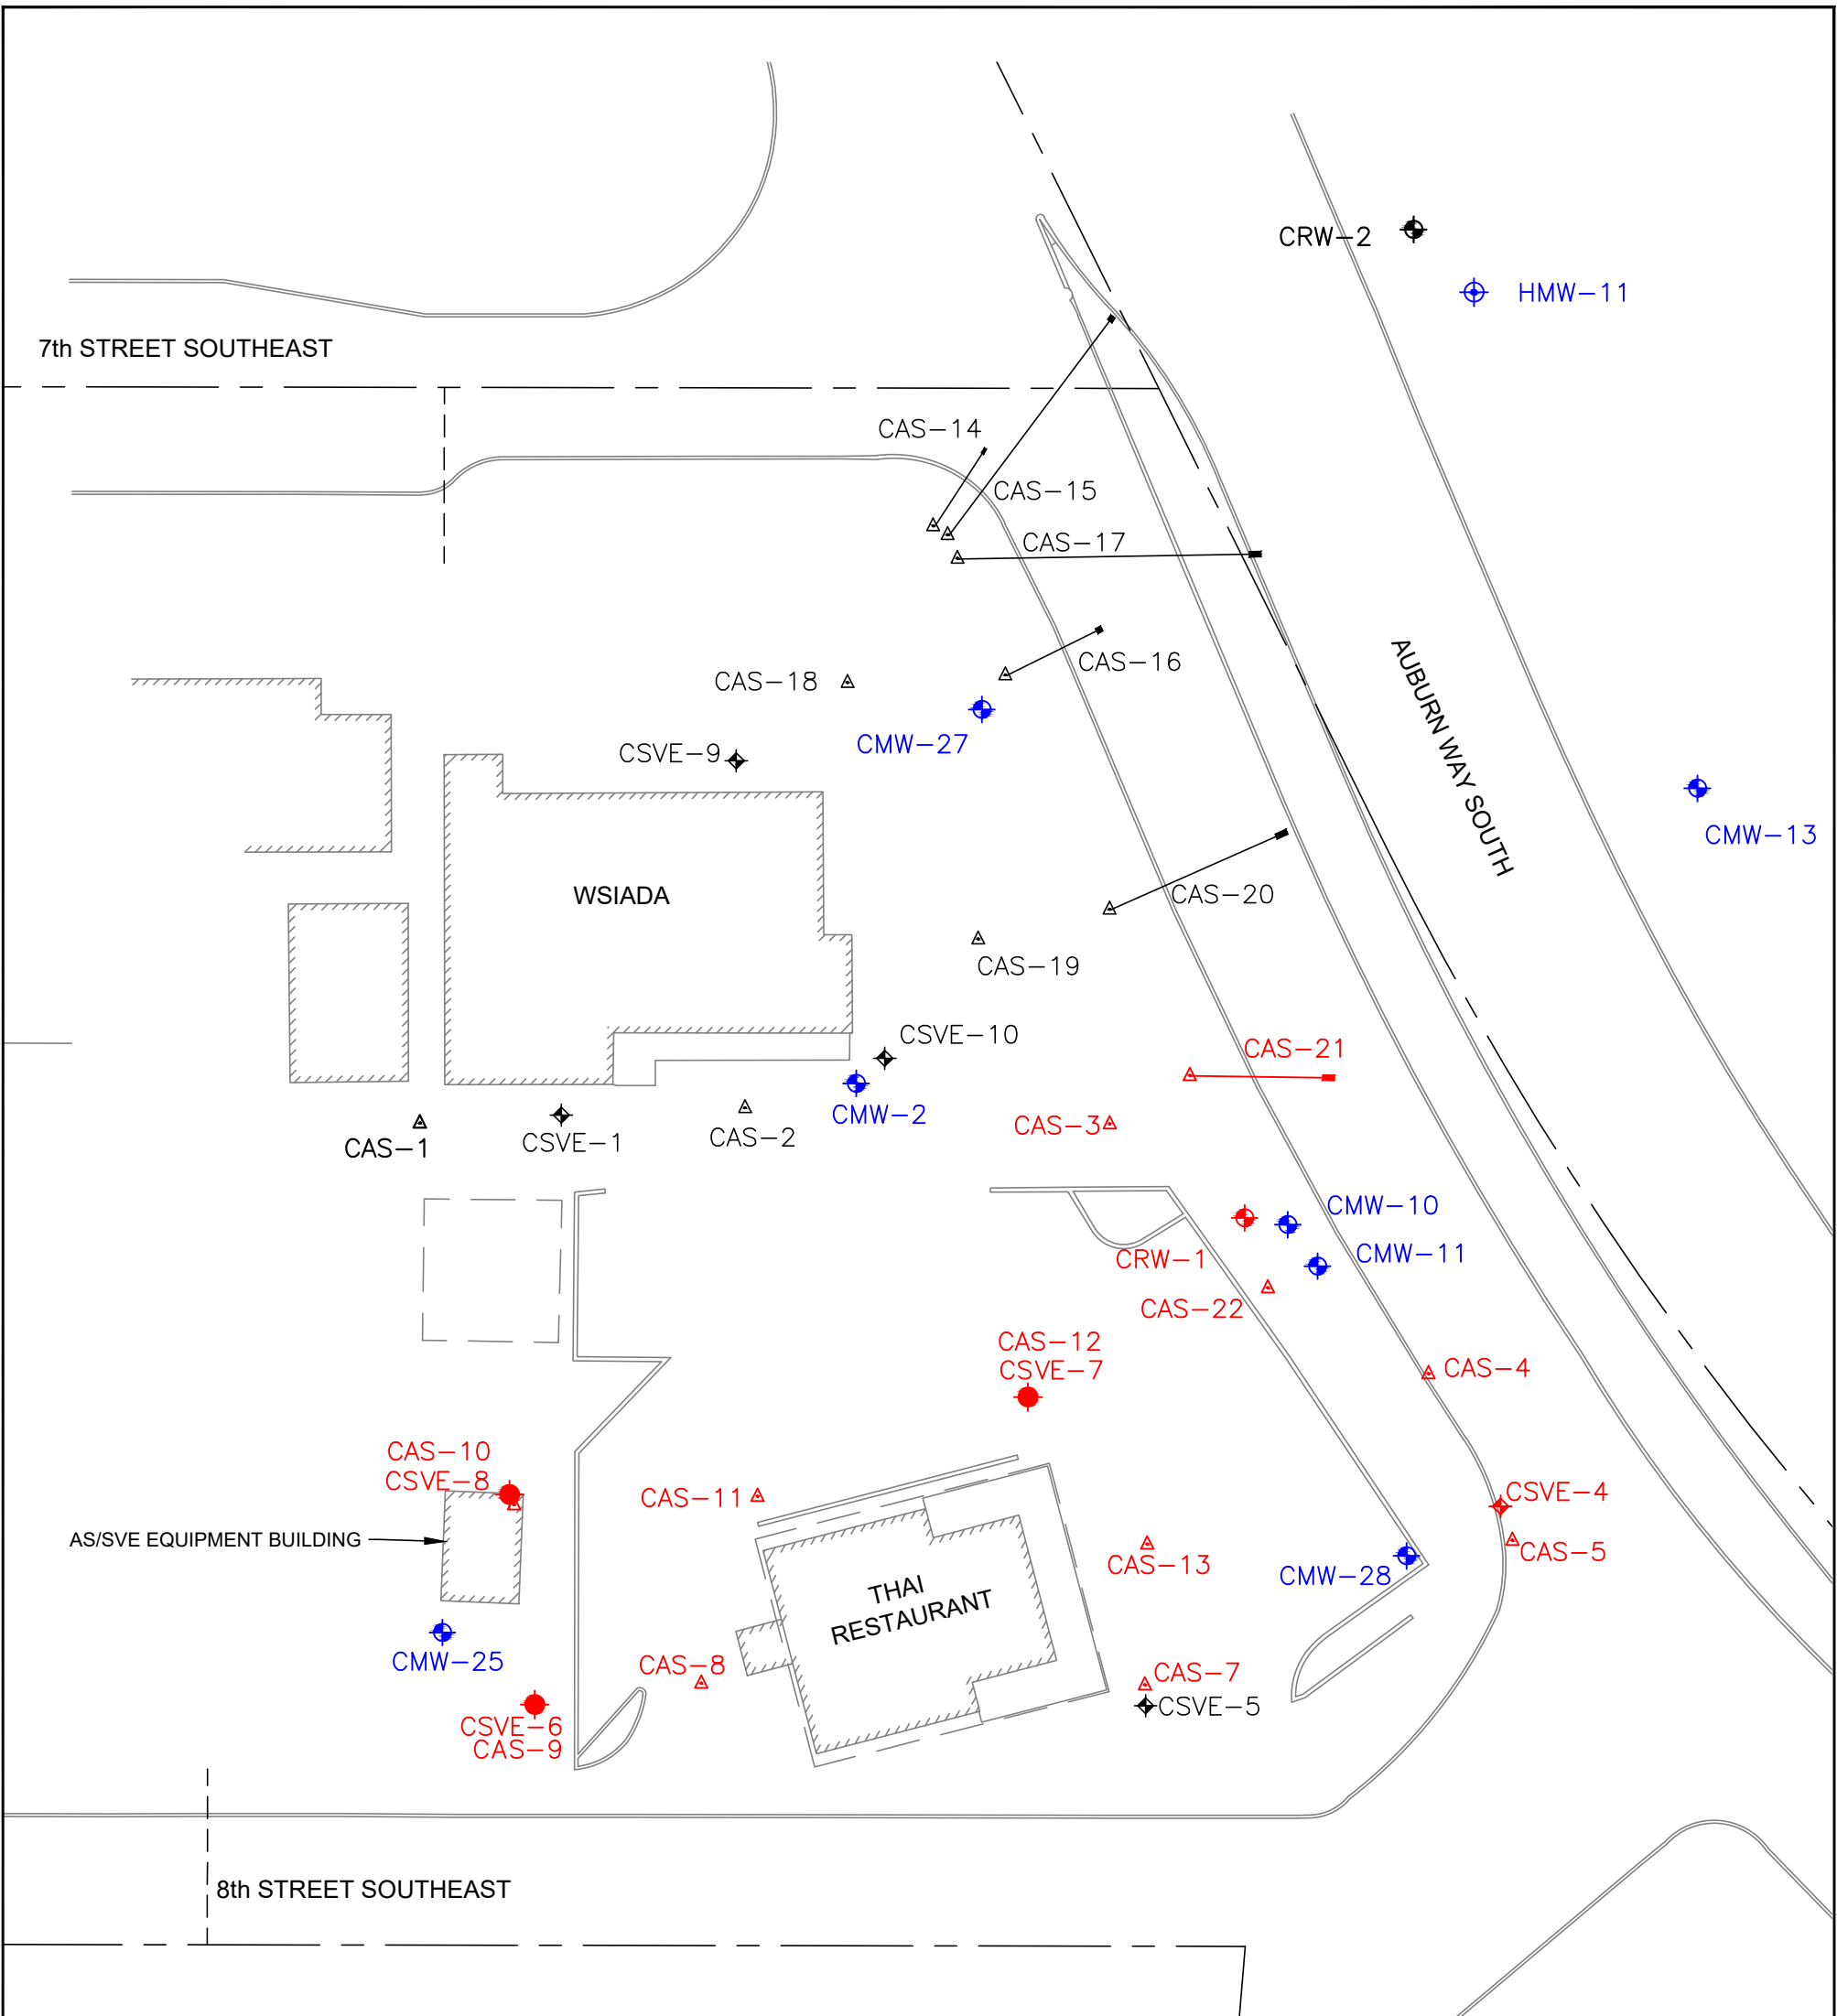 CRW-2
HMW-11
7th STREET SOUTHEAST
CAS-14
CAS-15
CAS-17
CAS-16
CAS-18
CMW-27
CSVE-9
AUBURN WAY SOUTH
CMW-13
WSIADA
CAS-20
CAS-19
CSVE-10
CAS-21
CMW-2
CAS-3
CAS-1
CSVE-1
CAS-2
CMW-10
CMW-11
CRW-1
CAS-22
CAS-12
CSVE-7
CAS-4
CAS-10
CSVE-8
CAS-11
CSVE-4
AS/SVE EQUIPMENT BUILDING
CAS-5
CAS-13
CMW-28
THAI
RESTAURANT
CMW-25
CAS-8
CAS-7
CSVE-5
CSVE-6
CAS-9
8th STREET SOUTHEAST